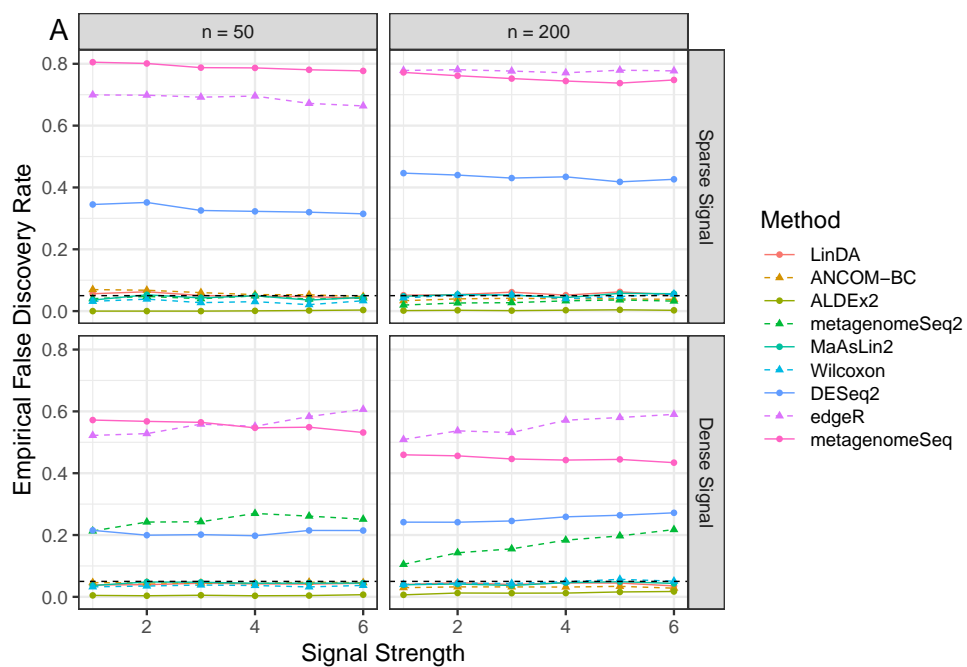 A
n = 50
n = 200
Empirical False Discovery Rate
0.8
0.6
0.4
0.2
0.0
Sparse Signal
0.8
0.6
0.4
0.2
0.0
Dense Signal
2
4
6
2
4
6
Signal Strength
Method
LinDA
ANCOM−BC
ALDEx2
metagenomeSeq2
MaAsLin2
Wilcoxon
DESeq2
edgeR
metagenomeSeq